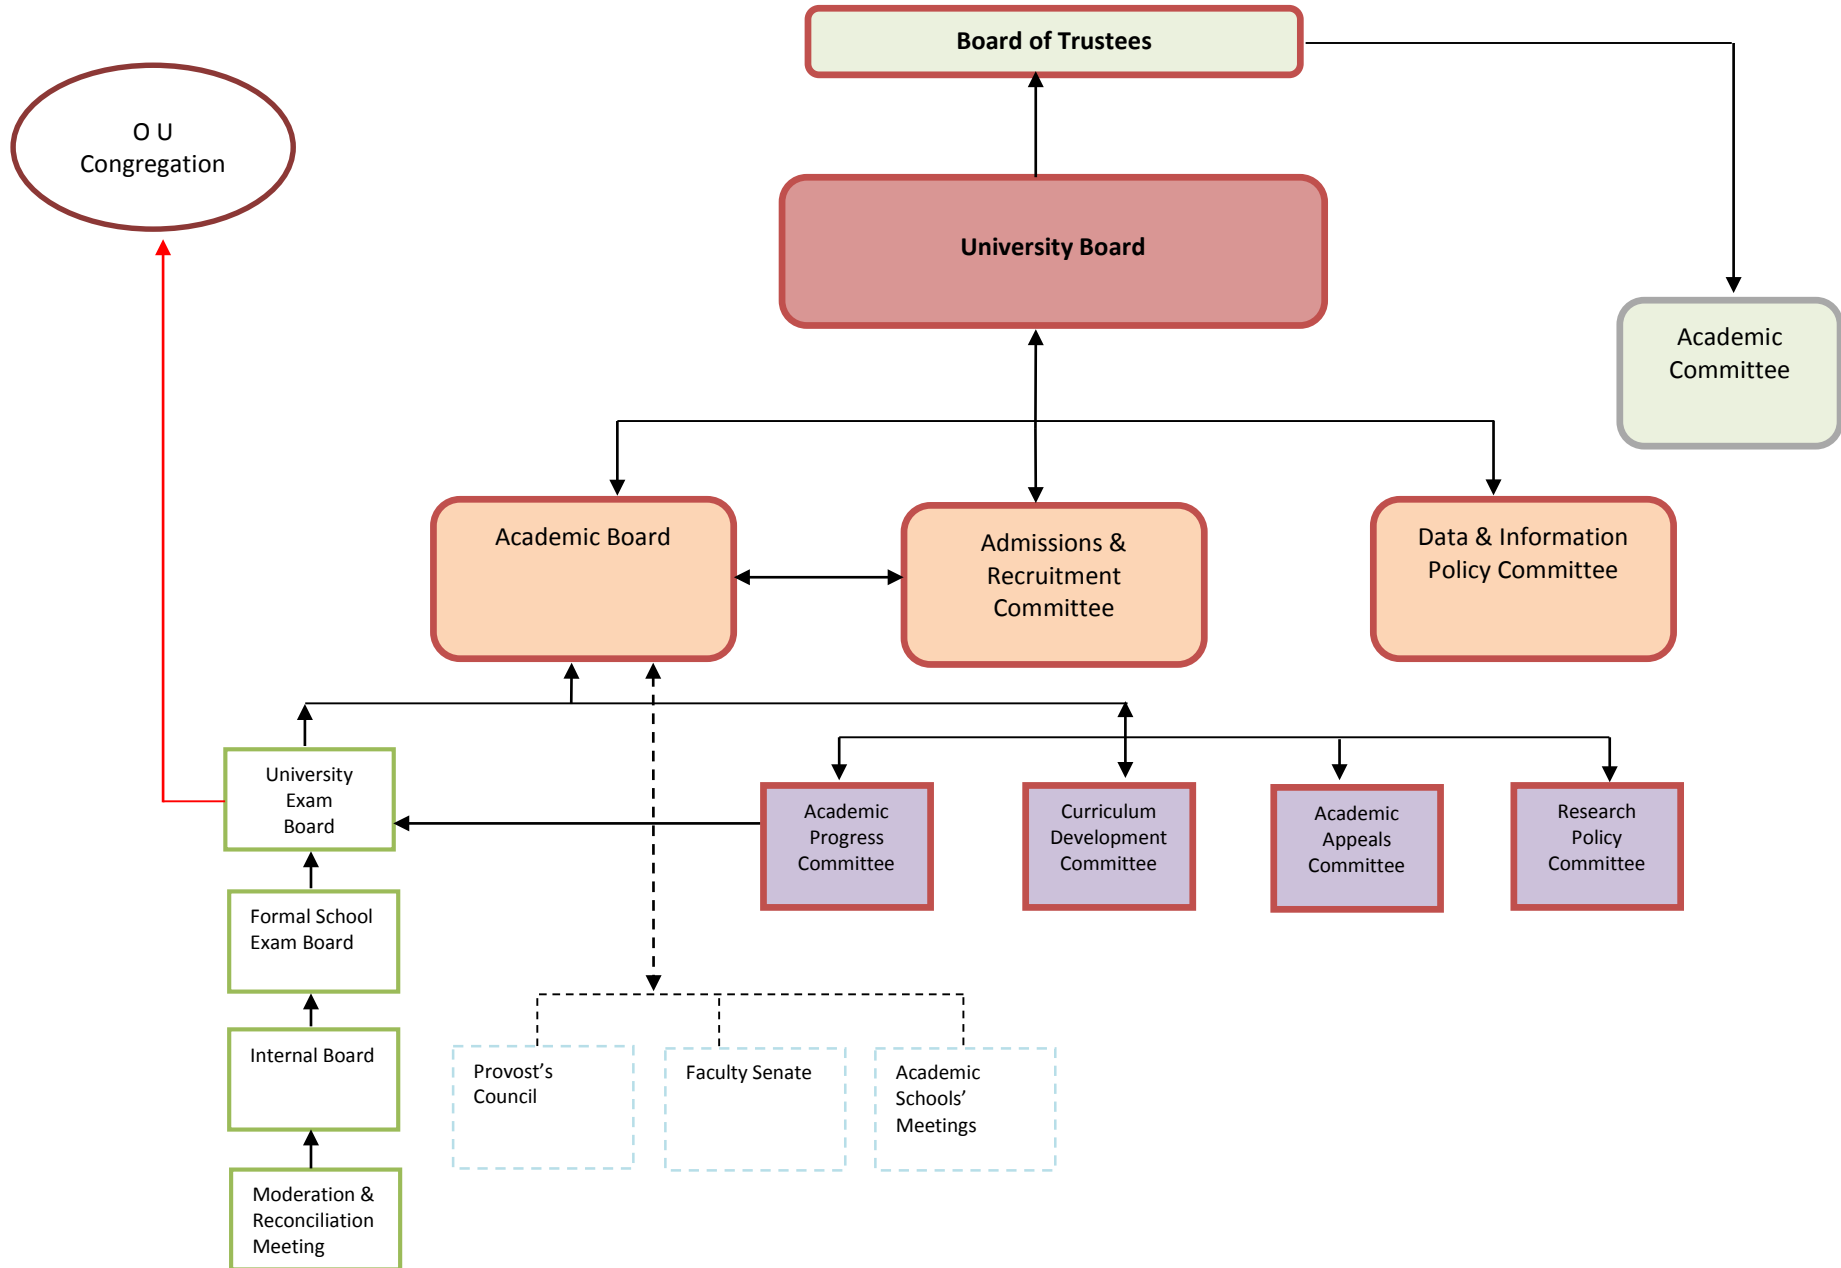 Board of Trustees
O U
Congregation
University Board
Academic
Committee
Academic Board
Admissions &
Recruitment
Committee
Data & Information
Policy Committee
University
Exam
Board
Academic
Progress
Committee
Curriculum
Development
Committee
Academic
Appeals
Committee
Research
Policy
Committee
Formal School
Exam Board
Internal Board
Provost’s
Council
Faculty Senate
Academic
Schools’
Meetings
Moderation &
Reconciliation
Meeting